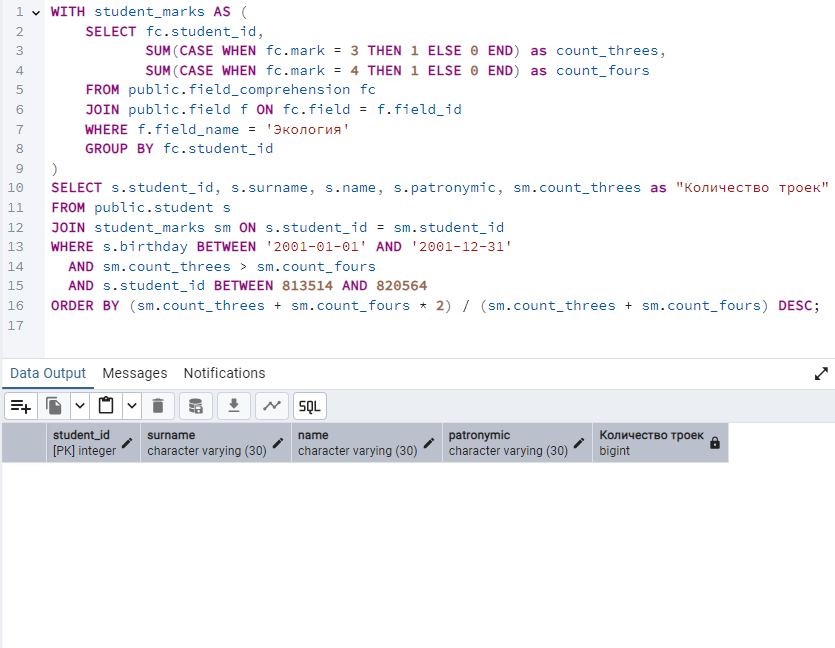 1 WITH student_marks AS (
2 SELECT fc.student_id,
3 SUM(CASE WHEN fc.mark = 3 THEN 1 ELSE 0 END) as count_threes,
4 SUM(CASE WHEN fc.mark = 4 THEN 1 ELSE 0 END) as count_fours
5 FROM public.field_comprehension fc
6 JOIN public.field f ON fc.field = f.field_id
7 WHERE f.field_name = 'Экология'
8 GROUP BY fc.student_id
9 )
10 SELECT s.student_id, s.surname, s.name, s.patronymic, sm.count_threes as "Количество троек"
11 FROM public.student s
12 JOIN student_marks sm ON s.student_id = sm.student_id
13 WHERE s.birthday BETWEEN '2001-01-01' AND '2001-12-31'
14 AND sm.count_threes > sm.count_fours
15 AND s.student_id BETWEEN 813514 AND 820564
16 ORDER BY (sm.count_threes + sm.count_fours * 2) / (sm.count_threes + sm.count_fours) DESC;
17
Data Output Messages Notifications
SQL
student_id surname name patronymic Количество троек
[PK] integer character varying (30) character varying (30) character varying (30) bigint